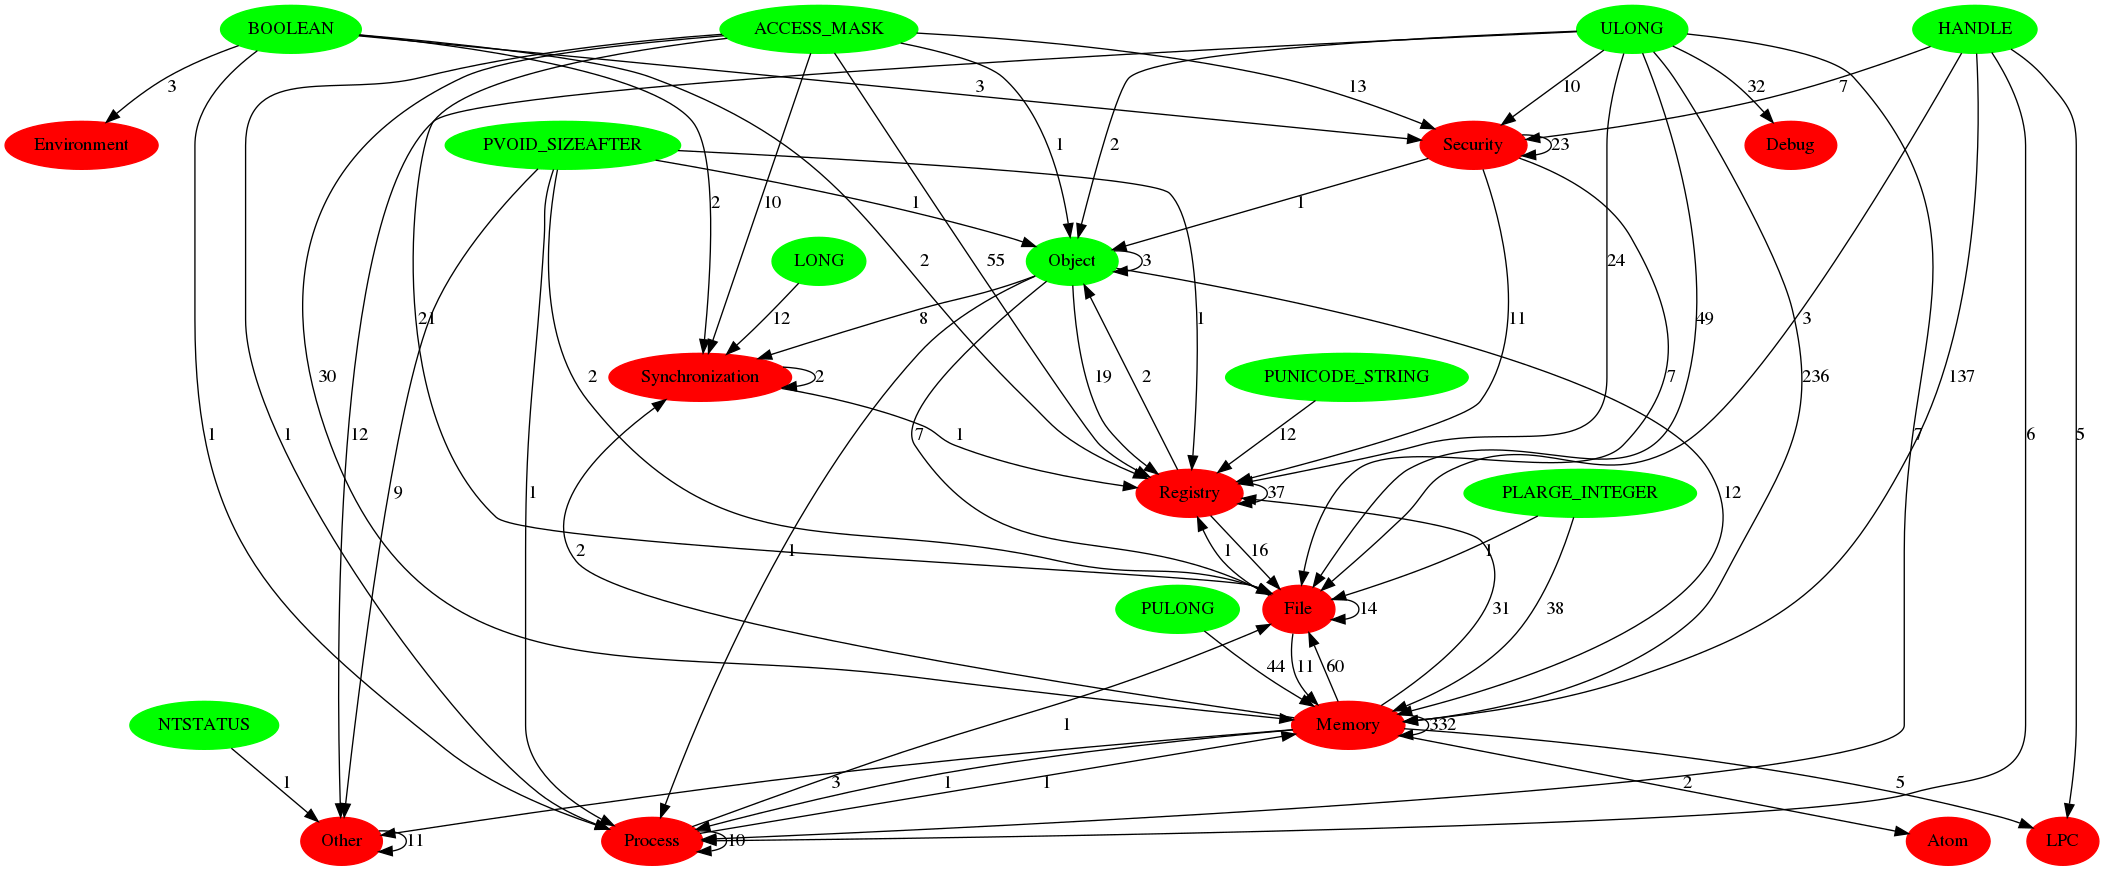 BOOLEAN ACCESS_MASK ULONG HANDLE
3 3 13 10 32 7
Environment PVOID_SIZEAFTER Security 23 Debug
2 10 1 1 2 1
LONG Object 3
21 12 8 2 55 1 24 49 3
11
Synchronization 2 PUNICODE_STRING
30 2 19 2 7 236 137
1 1 12 9 7 1 12 7 6 5
Registry 37 PLARGE_INTEGER
9 1 12
1 1 16 1
PULONG File 14 31 38
44 11 60
NTSTATUS Memory 332
1 1 3 1 1 2 5
Other 11 Process 10 Atom LPC